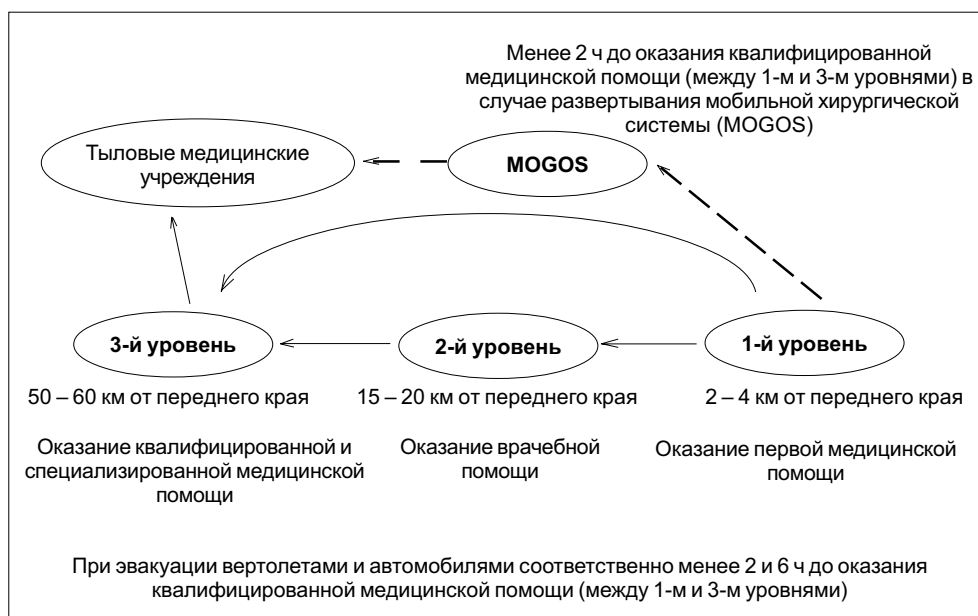 Менее 2 ч до оказания квалифицированной
медицинской помощи (между 1-м и 3-м уровнями) в
случае развертывания мобильной хирургической
системы (MOGOS)
Тыловые медицинские
учреждения
MOGOS
3-й уровень
2-й уровень
1-й уровень
50 – 60 км от переднего края
15 – 20 км от переднего края
2 – 4 км от переднего края
Оказание квалифицированной и
специализированной медицинской
помощи
Оказание врачебной
помощи
Оказание первой медицинской
помощи
При эвакуации вертолетами и автомобилями соответственно менее 2 и 6 ч до оказания
квалифицированной медицинской помощи (между 1-м и 3-м уровнями)